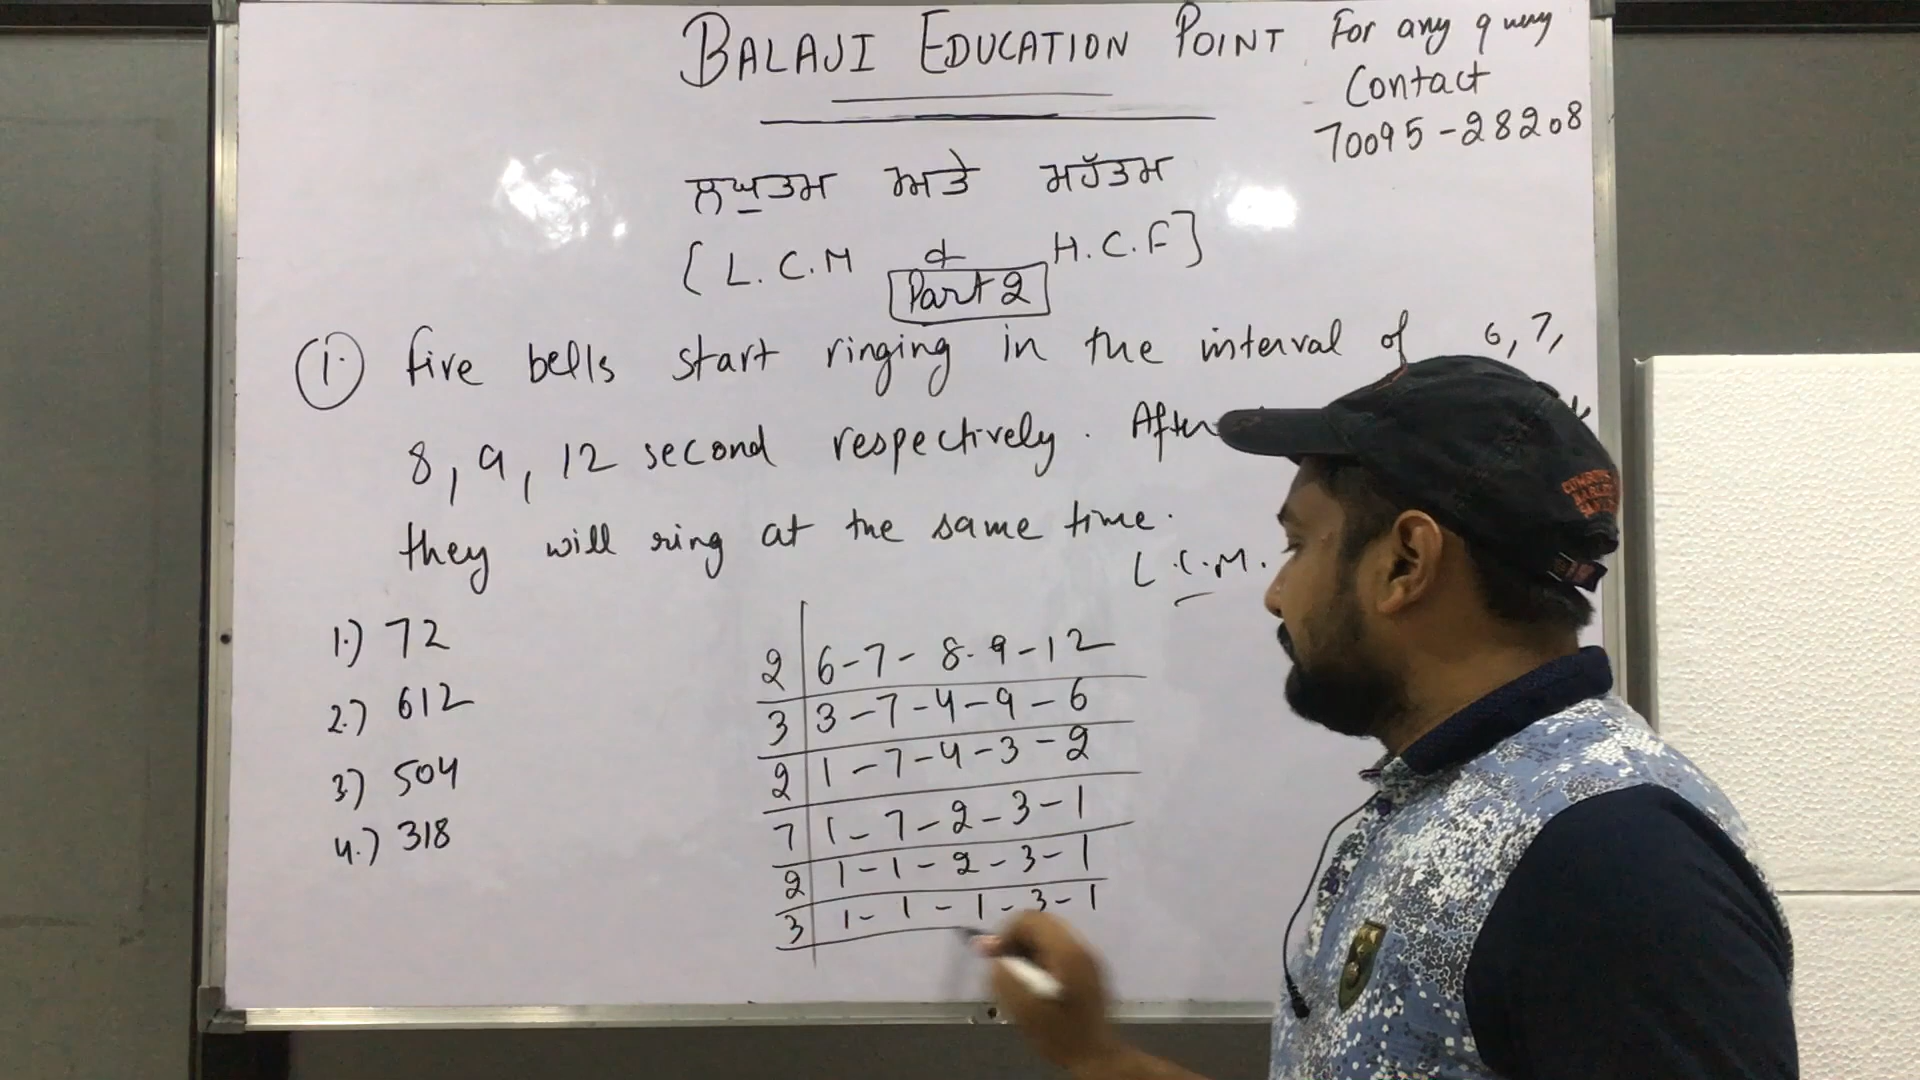 BALAJI EDUCATION POINT
For any query
Contact
70095-28208
ਲਘੁਤਮ ਅਤੇ ਮਹੱਤਮ
[L.C.M & H.C.F]
Part 2
1. five bells start ringing in the interval of 6, 7,
8, 9, 12 second respectively. After
they will ring at the same time.
L.C.M.
1.) 72
2.) 612
3.) 504
4.) 318
2 | 6-7-8-9-12
3 | 3-7-4-9-6
2 | 1-7-4-3-2
7 | 1-7-2-3-1
2 | 1-1-2-3-1
3 | 1-1-1-3-1